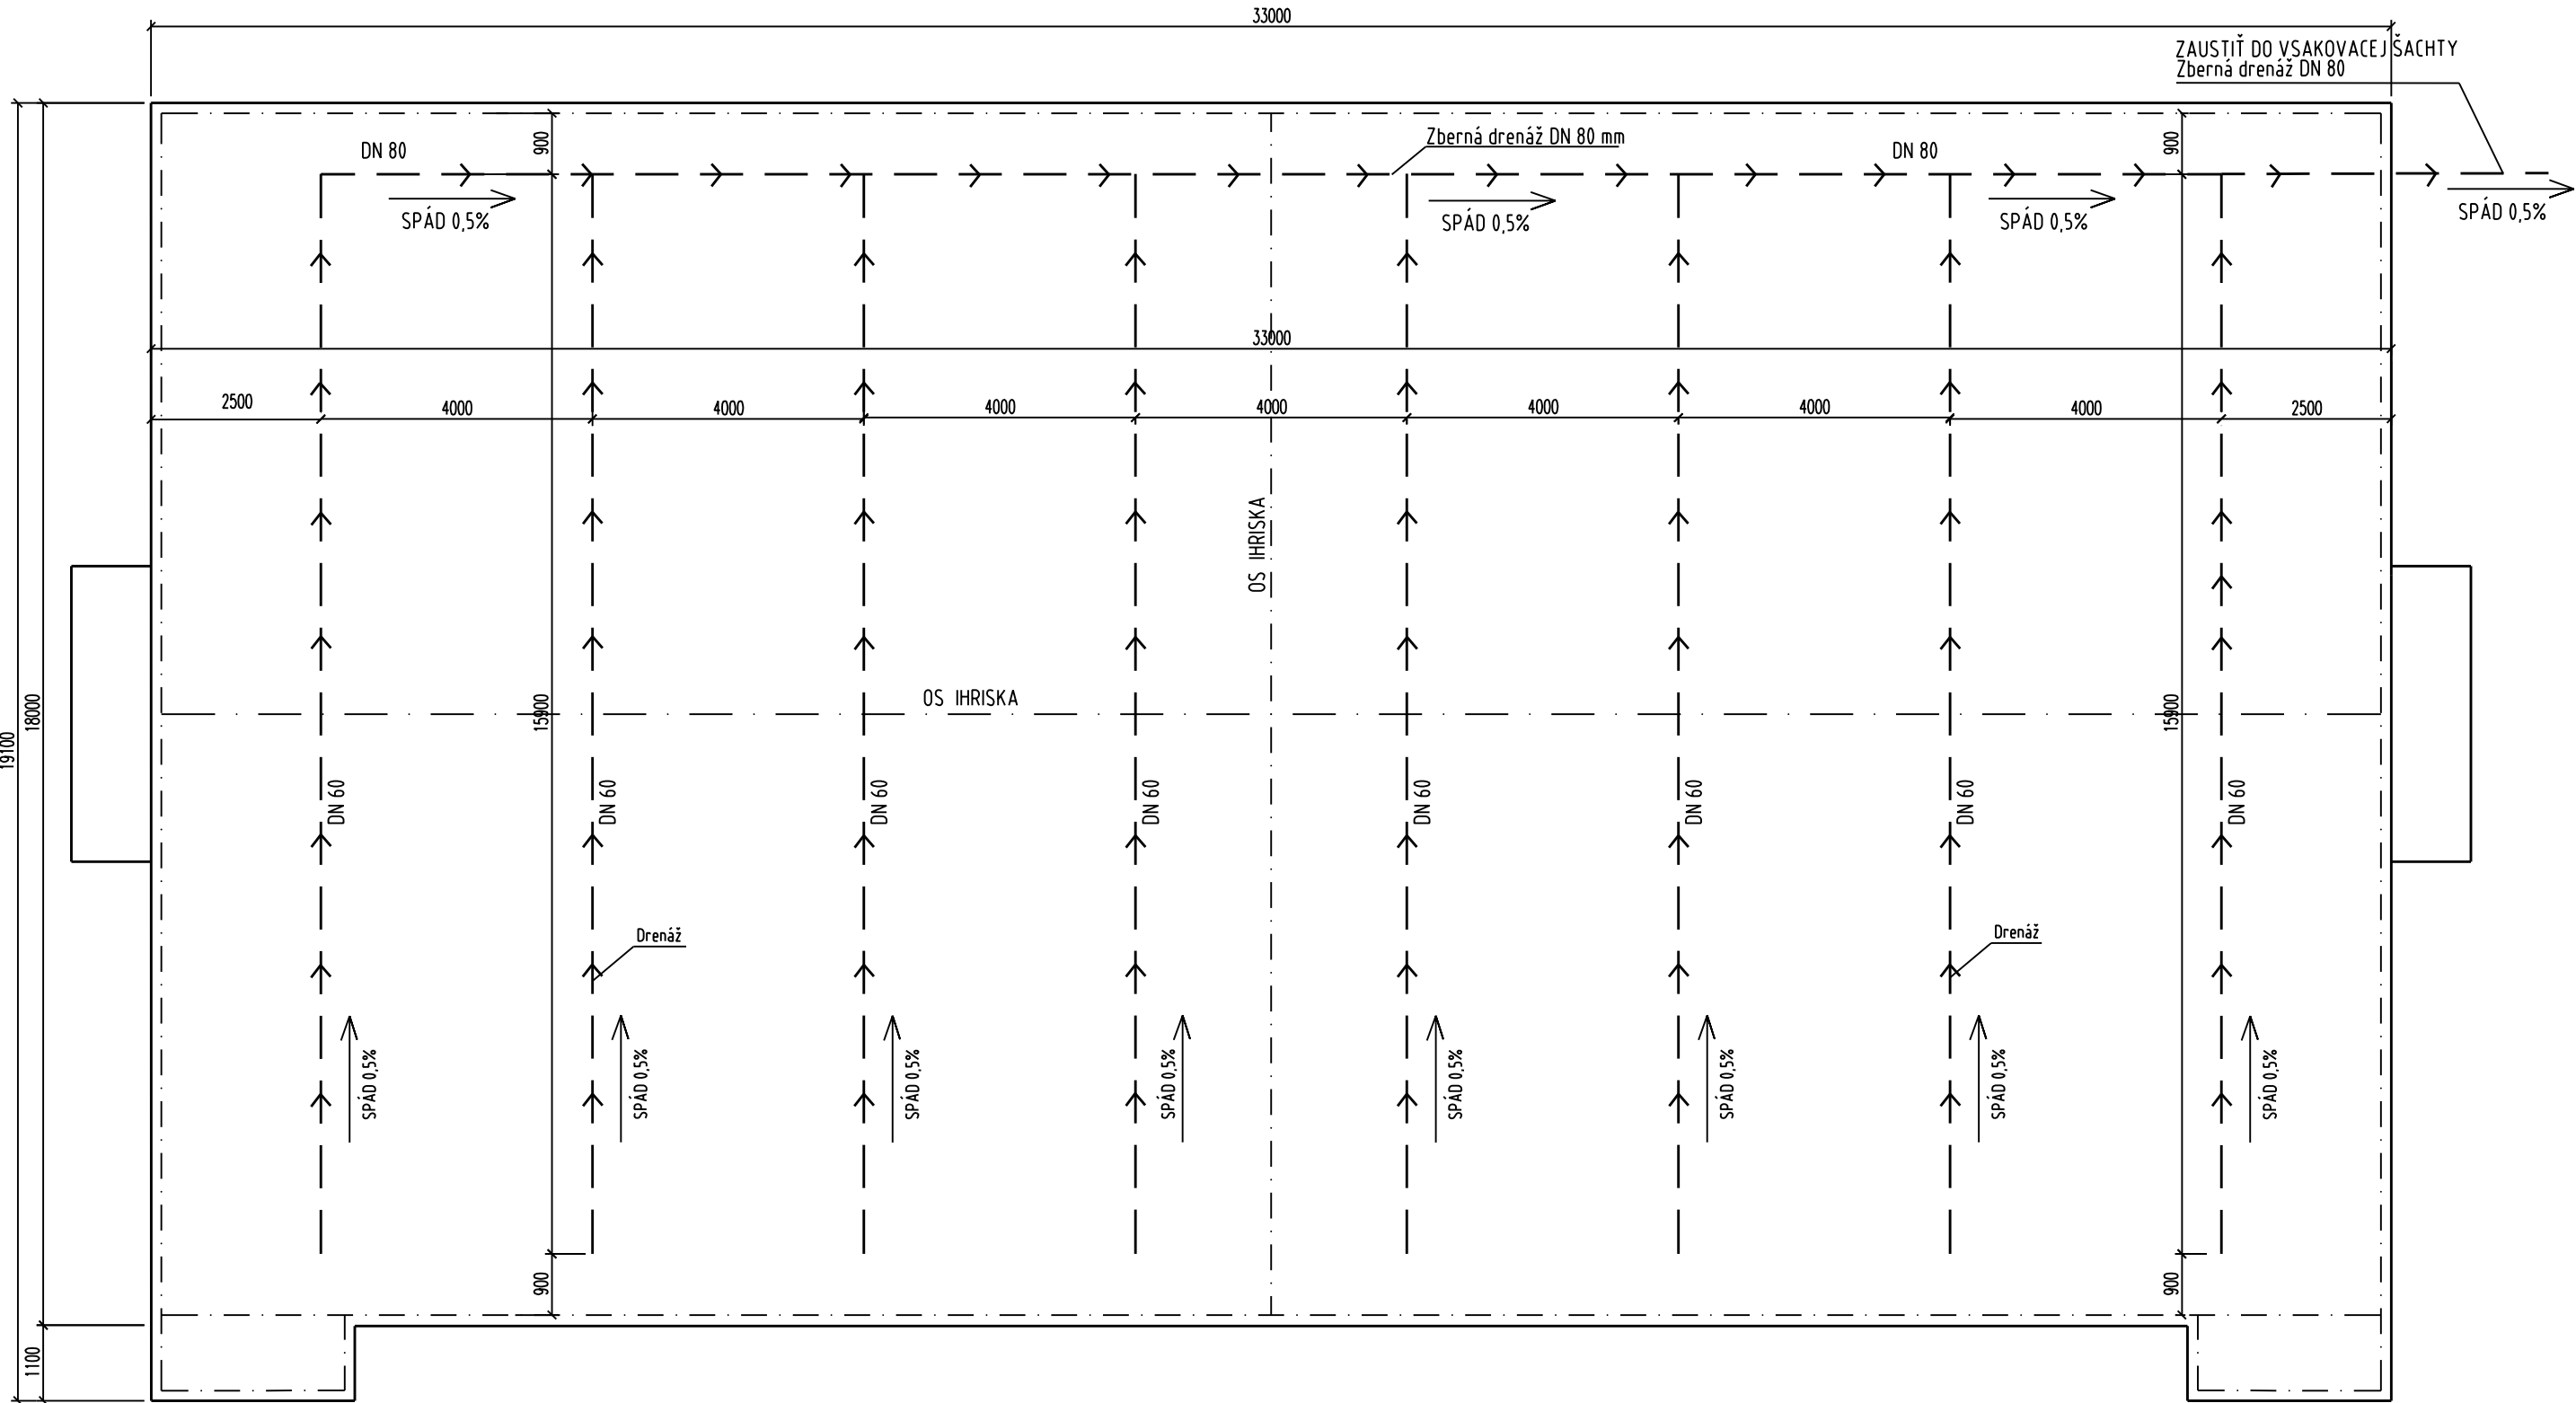 33000
ZAUSTIŤ DO VSAKOVACEJ ŠACHTY
Zberná drenáž DN 80
DN 80
900
Zberná drenáž DN 80 mm
DN 80
900
SPÁD 0,5%
SPÁD 0,5%
SPÁD 0,5%
SPÁD 0,5%
33000
2500
4000
4000
4000
4000
4000
4000
4000
2500
OS IHRISKA
OS IHRISKA
19100
18000
15900
15900
DN 60
DN 60
DN 60
DN 60
DN 60
DN 60
DN 60
DN 60
Drenáž
Drenáž
SPÁD 0,5%
SPÁD 0,5%
SPÁD 0,5%
SPÁD 0,5%
SPÁD 0,5%
SPÁD 0,5%
SPÁD 0,5%
SPÁD 0,5%
900
900
1100